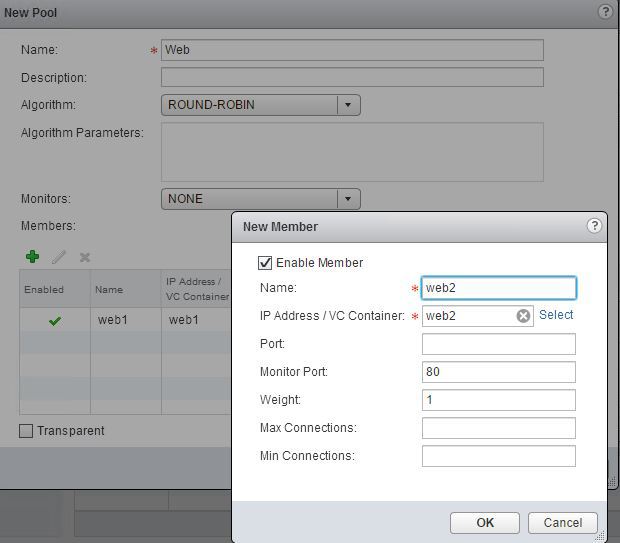 New Pool
?
Name: * Web
Description:
Algorithm: ROUND-ROBIN
Algorithm Parameters:
Monitors: NONE
Members:
Enabled Name IP Address / VC Container
web1 web1
Transparent
New Member
?
Enable Member
Name: * web2
IP Address / VC Container: * web2 Select
Port:
Monitor Port: 80
Weight: 1
Max Connections:
Min Connections:
OK Cancel